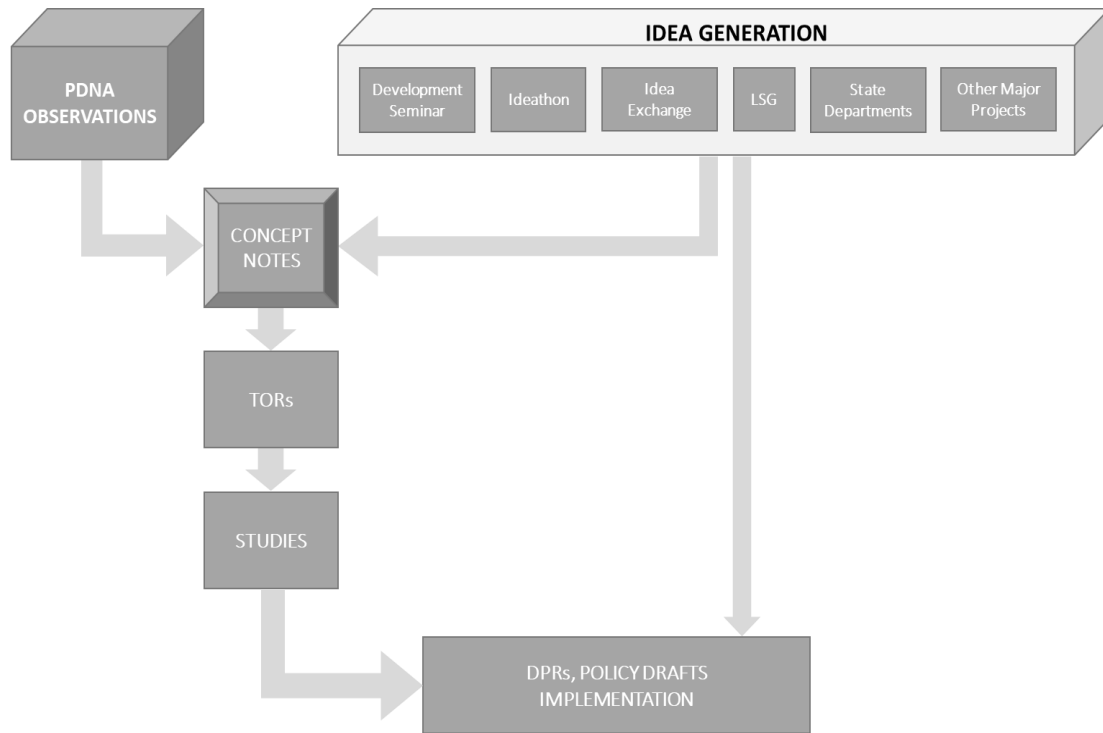 PDNA
OBSERVATIONS
IDEA GENERATION
Development
Seminar
Ideathon
Idea
Exchange
LSG
State
Departments
Other Major
Projects
CONCEPT
NOTES
TORs
STUDIES
DPRs, POLICY DRAFTS
IMPLEMENTATION